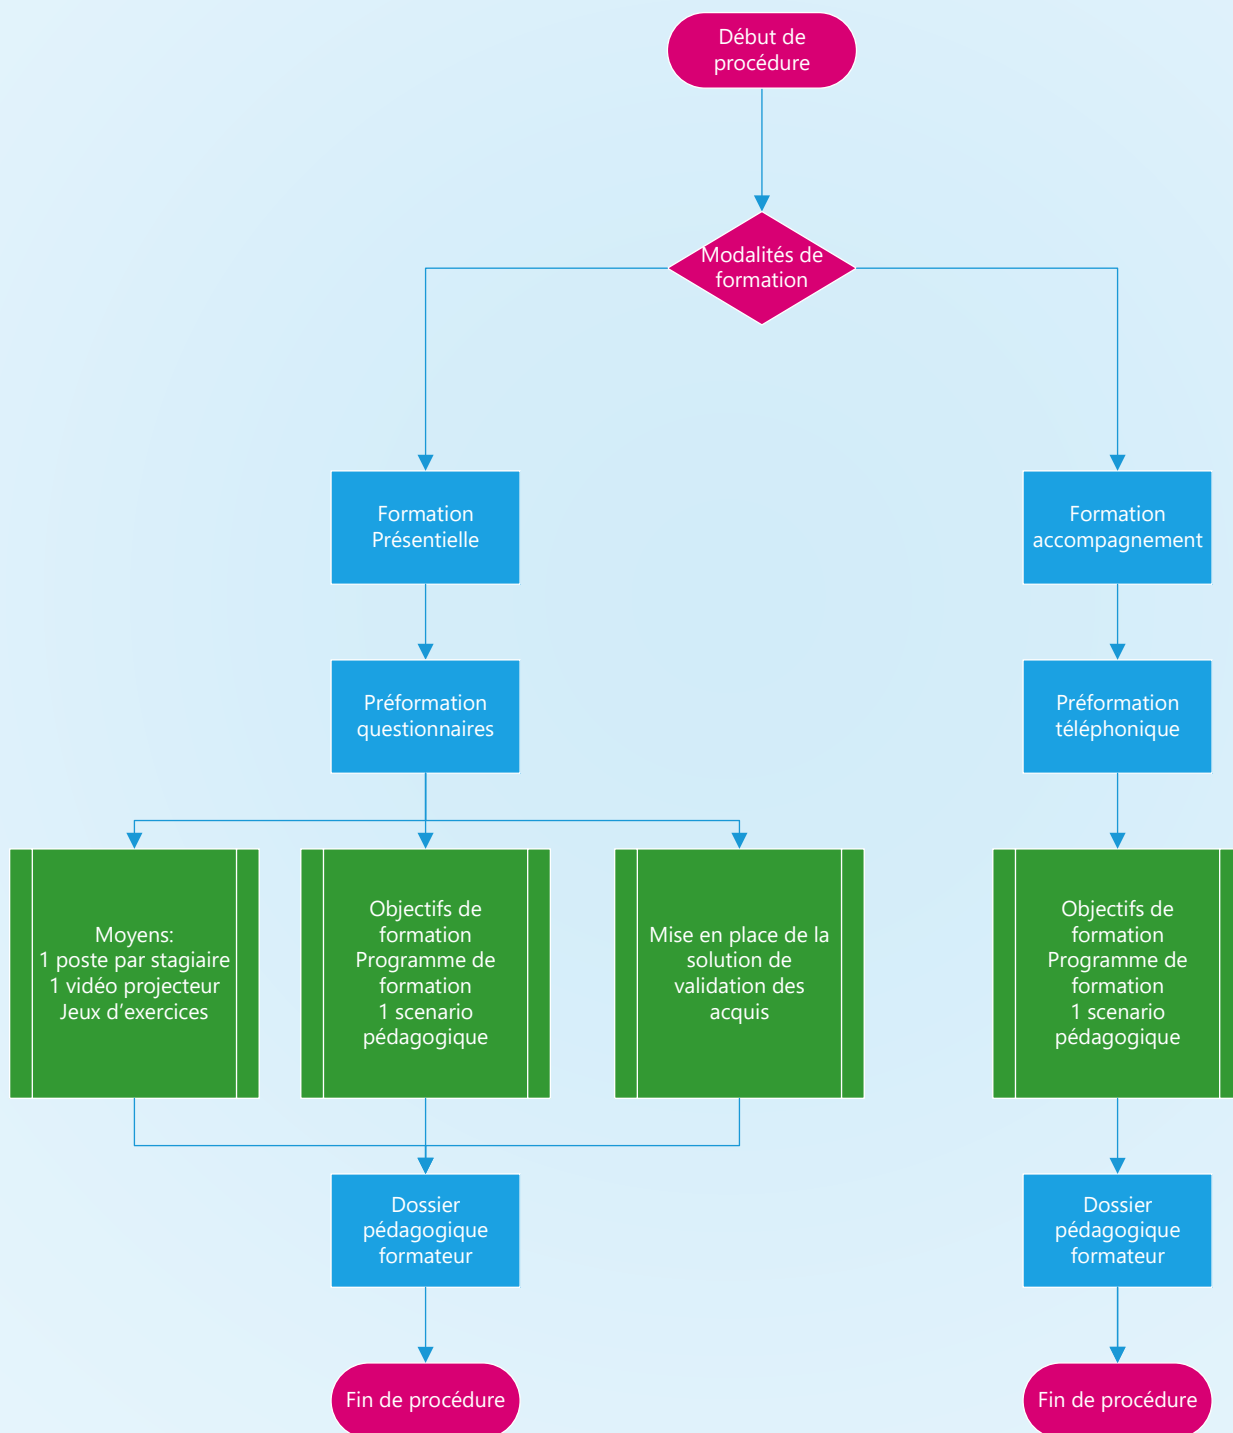 Début de
procédure
Modalités de
formation
Formation
Présentielle
Formation
accompagnement
Préformation
questionnaires
Préformation
téléphonique
Moyens:
1 poste par stagiaire
1 vidéo projecteur
Jeux d'exercices
Objectifs de
formation
Programme de
formation
1 scenario
pédagogique
Mise en place de la
solution de
validation des
acquis
Objectifs de
formation
Programme de
formation
1 scenario
pédagogique
Dossier
pédagogique
formateur
Dossier
pédagogique
formateur
Fin de procédure
Fin de procédure